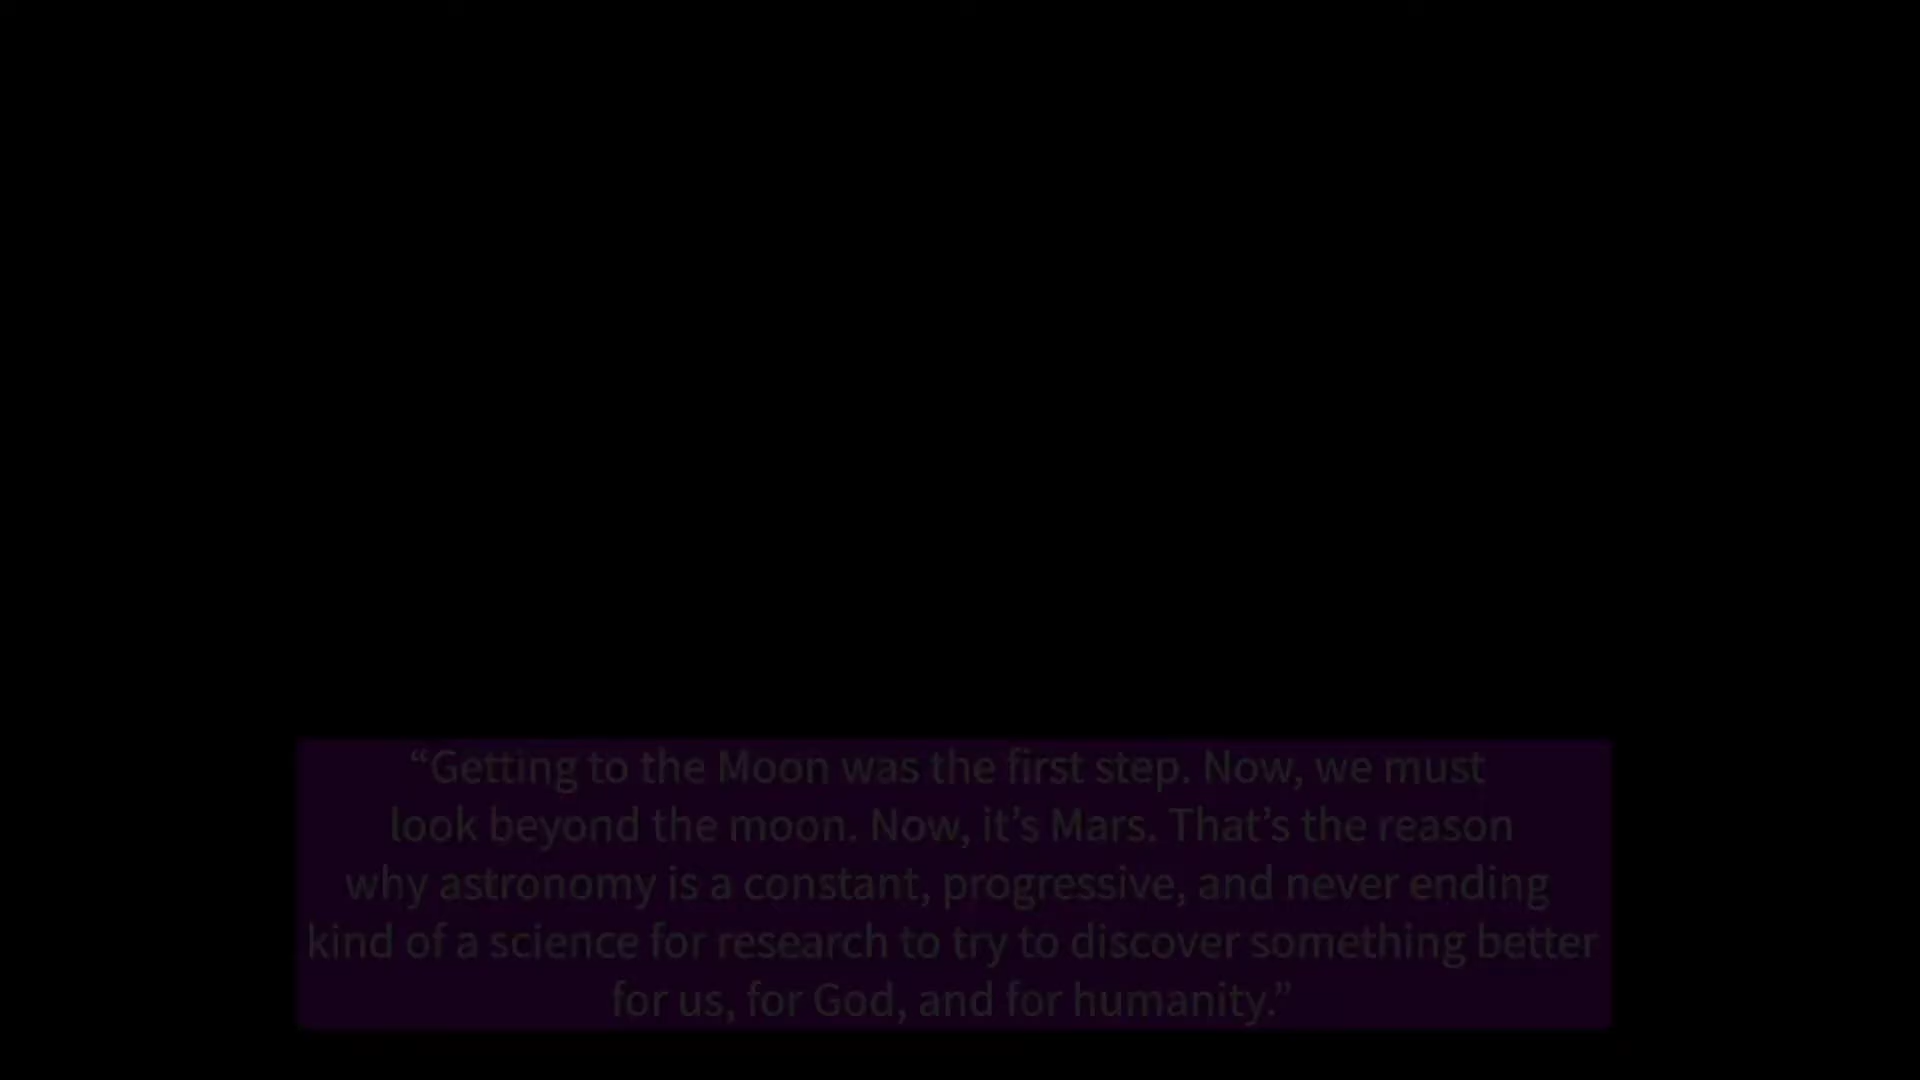 “Getting to the Moon was the first step. Now, we must
look beyond the moon. Now, it’s Mars. That’s the reason
why astronomy is a constant, progressive, and never ending
kind of a science for research to try to discover something better
for us, for God, and for humanity.”